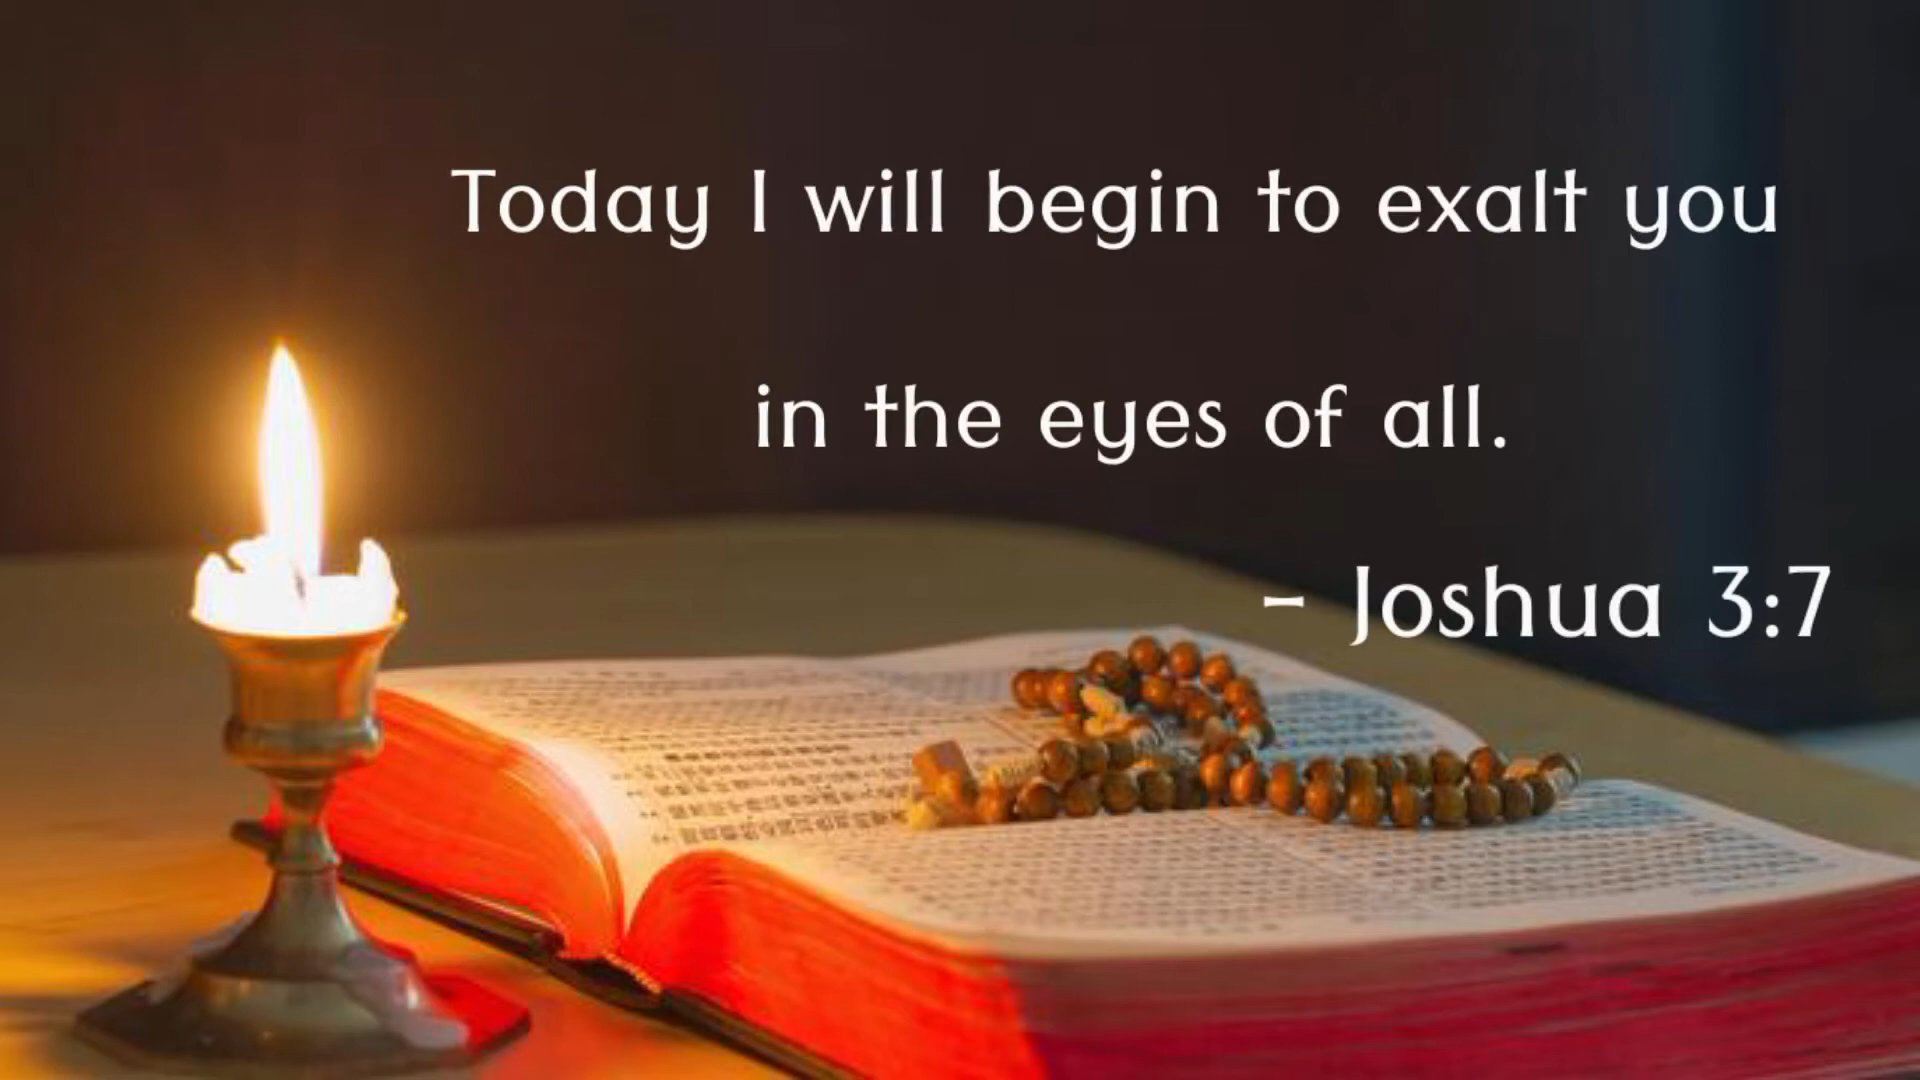 Today I will begin to exalt you
in the eyes of all.
- Joshua 3:7